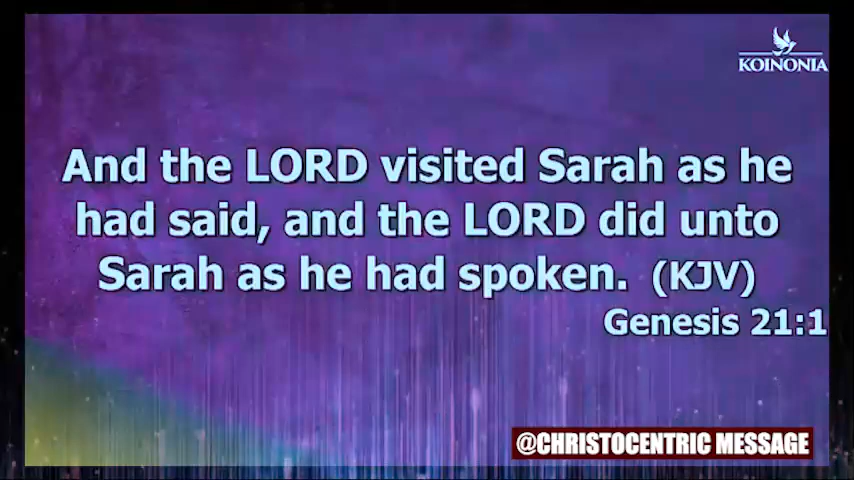 KOINONIA
And the LORD visited Sarah as he
had said, and the LORD did unto
Sarah as he had spoken. (KJV)
Genesis 21:1
@CHRISTOCENTRIC MESSAGE